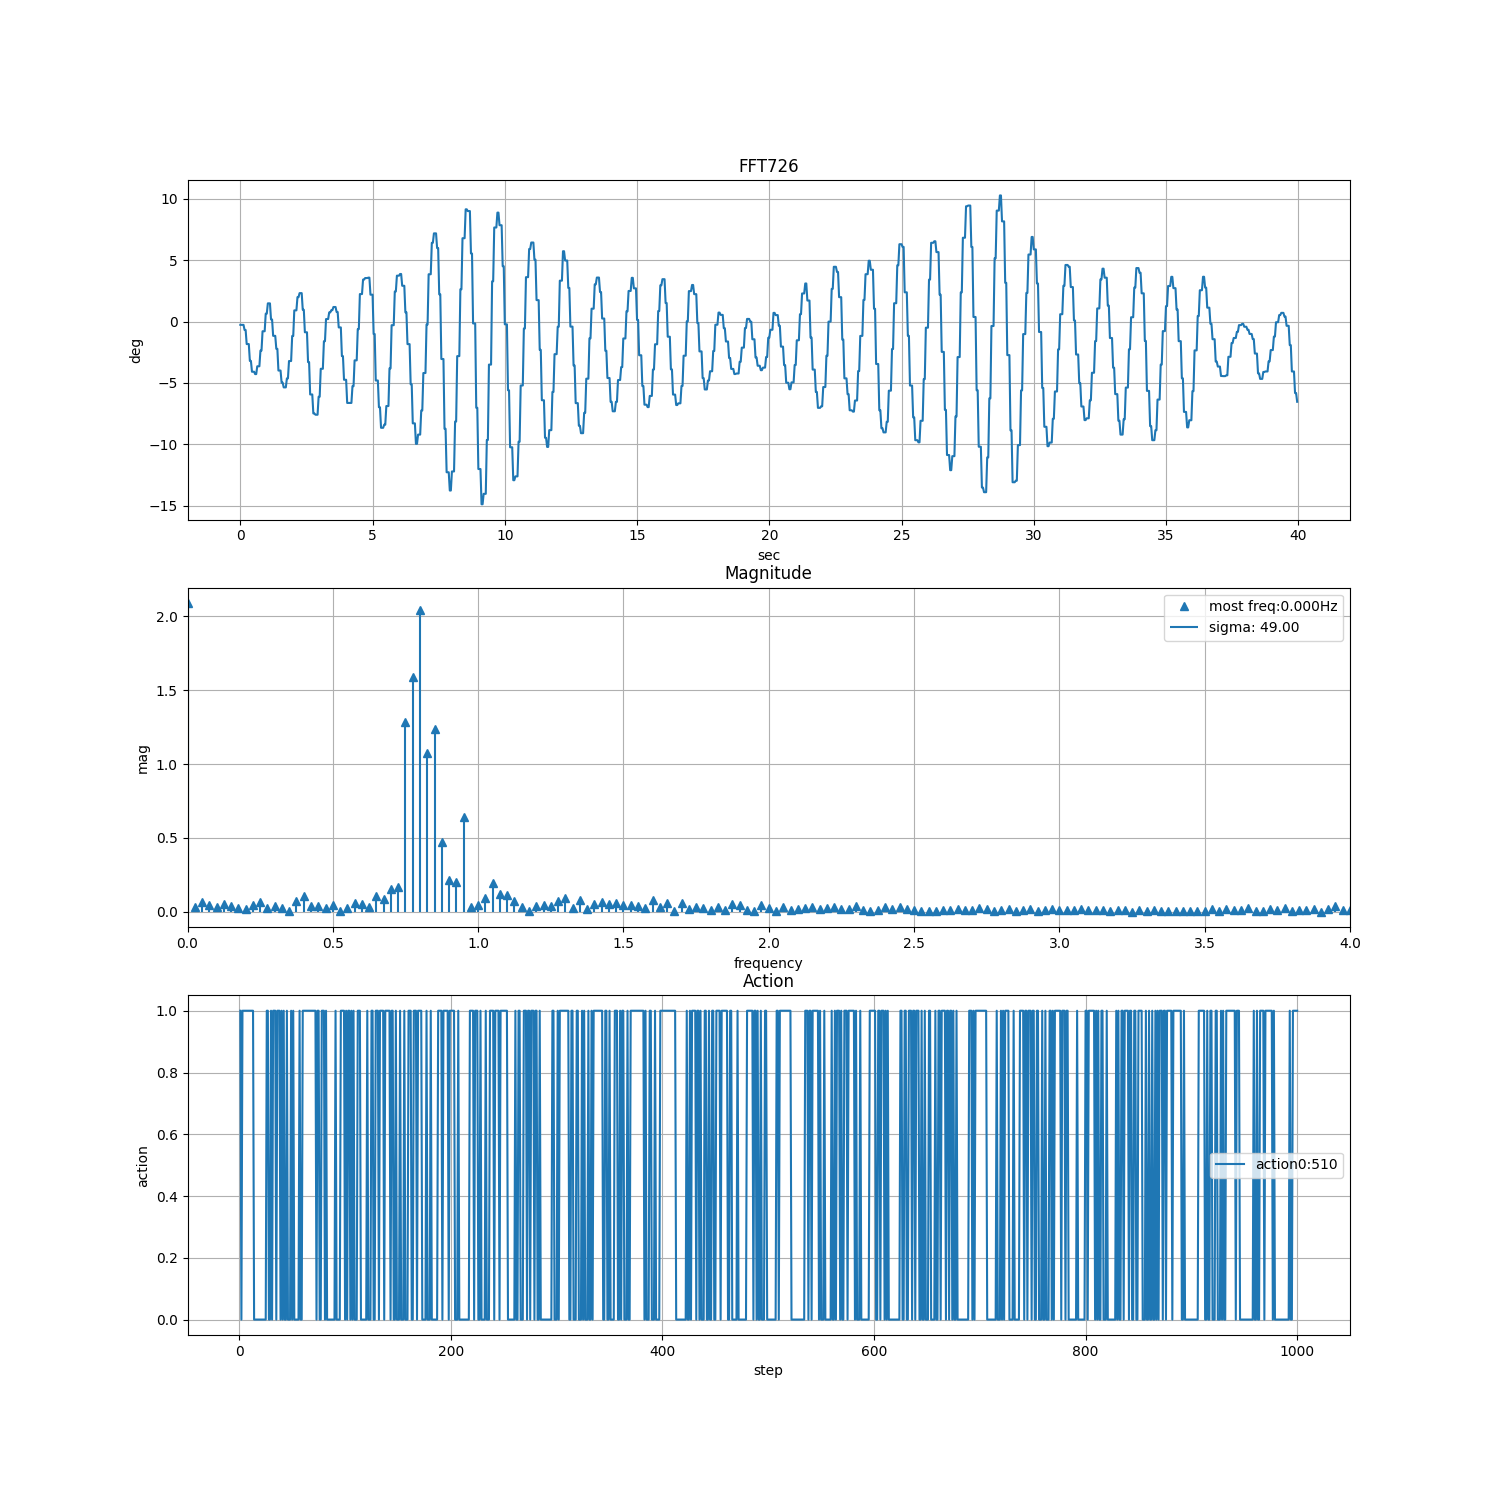 FFT726
10
5
0
−5
−10
−15
deg
0 5 10 15 20 25 30 35 40
sec
Magnitude
2.0
1.5
1.0
0.5
0.0
mag
most freq:0.000Hz
sigma: 49.00
0.0 0.5 1.0 1.5 2.0 2.5 3.0 3.5 4.0
frequency
Action
1.0
0.8
0.6
0.4
0.2
0.0
action
action0:510
0 200 400 600 800 1000
step